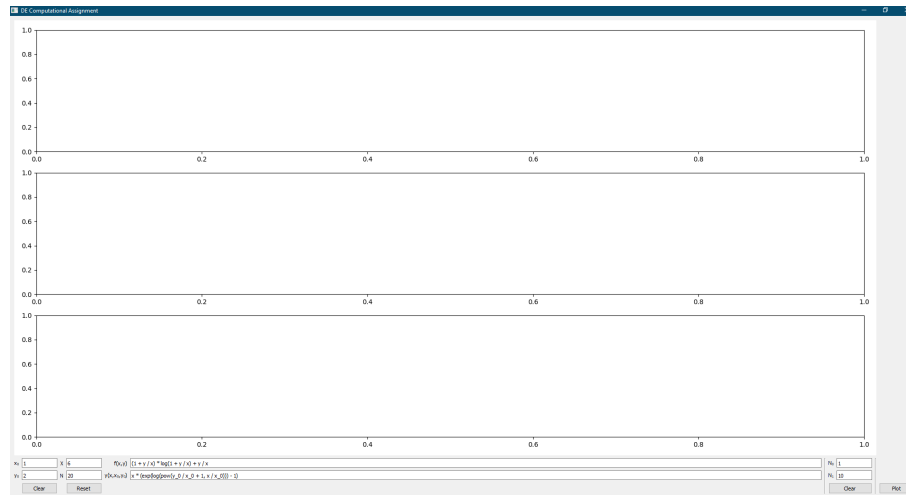 DE Computational Assignment
1.0
0.8
0.6
0.4
0.2
0.0
0.0 0.2 0.4 0.6 0.8 1.0
1.0
0.8
0.6
0.4
0.2
0.0
0.0 0.2 0.4 0.6 0.8 1.0
1.0
0.8
0.6
0.4
0.2
0.0
0.0 0.2 0.4 0.6 0.8 1.0
x₀ 1 X 6 f(x,y) (1 + y / x) * log(1 + y / x) + y / x N₀ 1
y₀ 2 N 20 y(x,x₀,y₀) x * (exp(log(pow(y_0 / x_0 + 1, x / x_0))) - 1) N₁ 10
Clear Reset Clear Plot